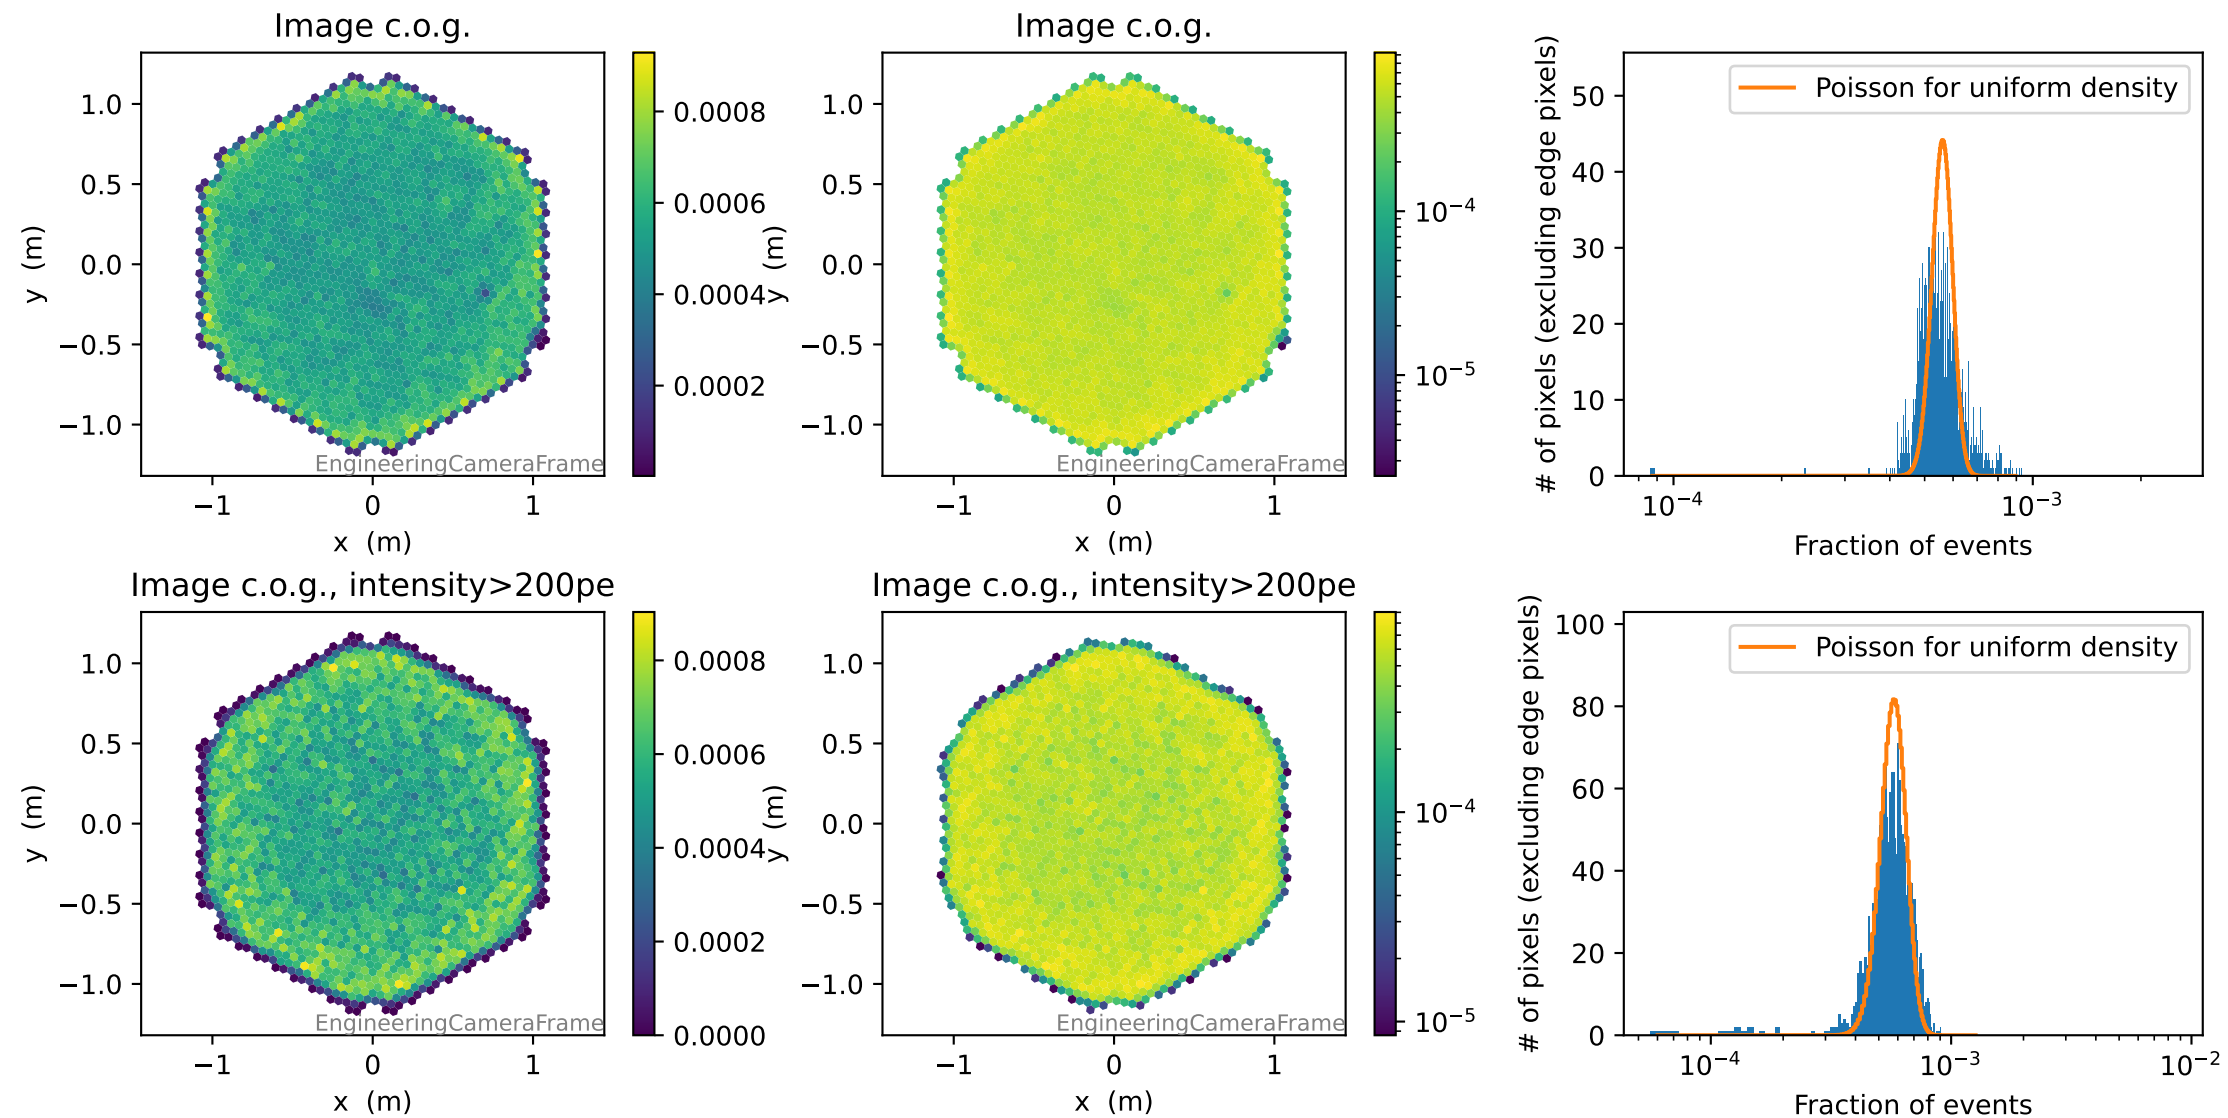 Image c.o.g.
1.0
0.5
0.0
−0.5
−1.0
y (m)
−1
0
1
x (m)
EngineeringCameraFrame
0.0008
0.0006
0.0004
0.0002
Image c.o.g.
1.0
0.5
0.0
−0.5
−1.0
y (m)
−1
0
1
x (m)
EngineeringCameraFrame
10⁻⁴
10⁻⁵
# of pixels (excluding edge pixels)
50
40
30
20
10
0
Poisson for uniform density
10⁻⁴
10⁻³
Fraction of events
Image c.o.g., intensity>200pe
1.0
0.5
0.0
−0.5
−1.0
y (m)
−1
0
1
x (m)
EngineeringCameraFrame
0.0008
0.0006
0.0004
0.0002
0.0000
Image c.o.g., intensity>200pe
1.0
0.5
0.0
−0.5
−1.0
y (m)
−1
0
1
x (m)
EngineeringCameraFrame
10⁻⁴
10⁻⁵
# of pixels (excluding edge pixels)
100
80
60
40
20
0
Poisson for uniform density
10⁻⁴
10⁻³
10⁻²
Fraction of events